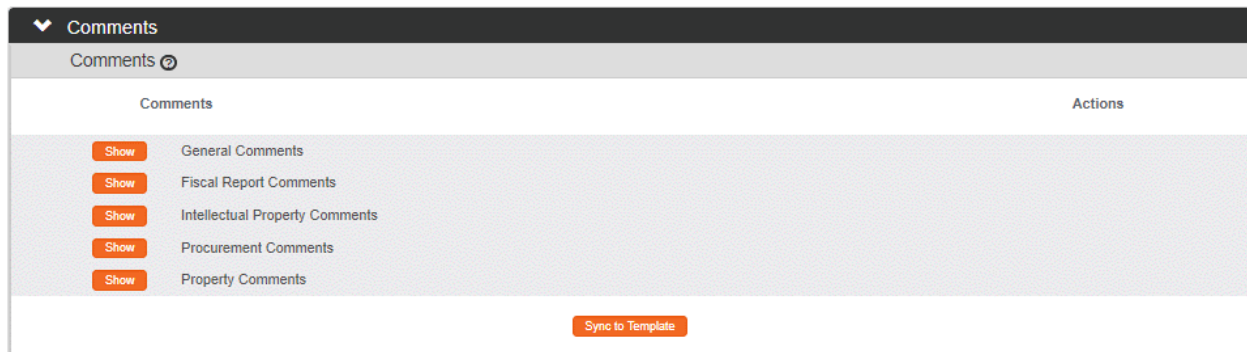 Comments
Comments ?
Comments Actions
Show General Comments
Show Fiscal Report Comments
Show Intellectual Property Comments
Show Procurement Comments
Show Property Comments
Sync to Template